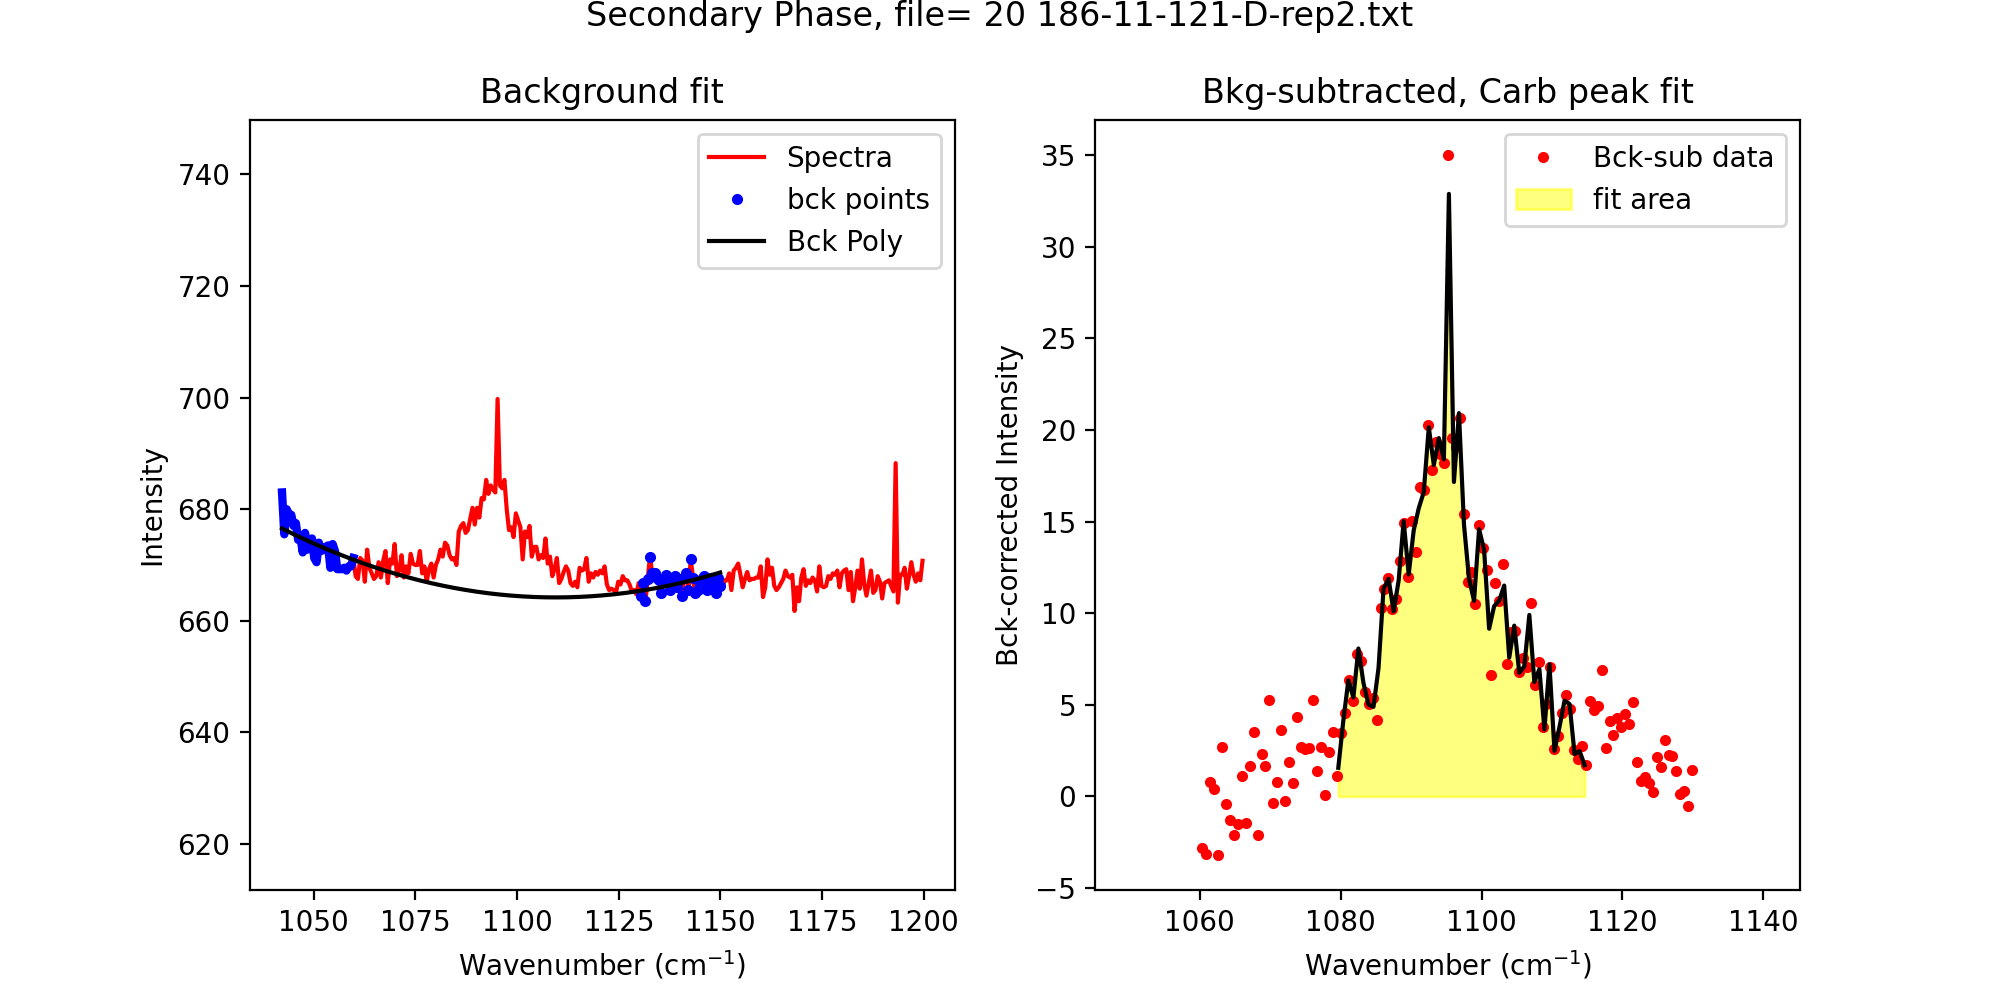 Secondary Phase, file= 20 186-11-121-D-rep2.txt
Background fit
Spectra
bck points
Bck Poly
740
720
700
680
660
640
620
Intensity
1050 1075 1100 1125 1150 1175 1200
Wavenumber (cm⁻¹)
Bkg-subtracted, Carb peak fit
Bck-sub data
fit area
35
30
25
20
15
10
5
0
−5
Bck-corrected Intensity
1060 1080 1100 1120 1140
Wavenumber (cm⁻¹)